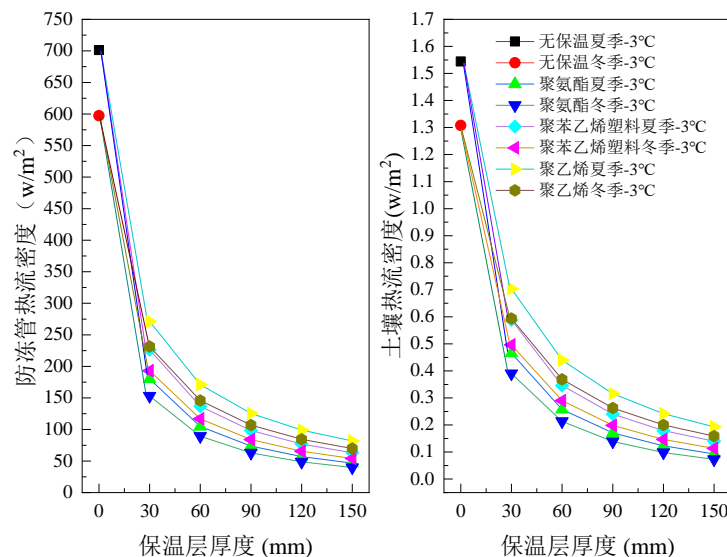 防冻管热流密度（w/m²）
750
700
650
600
550
500
450
400
350
300
250
200
150
100
50
0
0 30 60 90 120 150
保温层厚度 (mm)
土壤热流密度(w/m²)
1.7
1.6
1.5
1.4
1.3
1.2
1.1
1.0
0.9
0.8
0.7
0.6
0.5
0.4
0.3
0.2
0.1
0.0
无保温夏季-3℃
无保温冬季-3℃
聚氨酯夏季-3℃
聚氨酯冬季-3℃
聚苯乙烯塑料夏季-3℃
聚苯乙烯塑料冬季-3℃
聚乙烯夏季-3℃
聚乙烯冬季-3℃
0 30 60 90 120 150
保温层厚度 (mm)